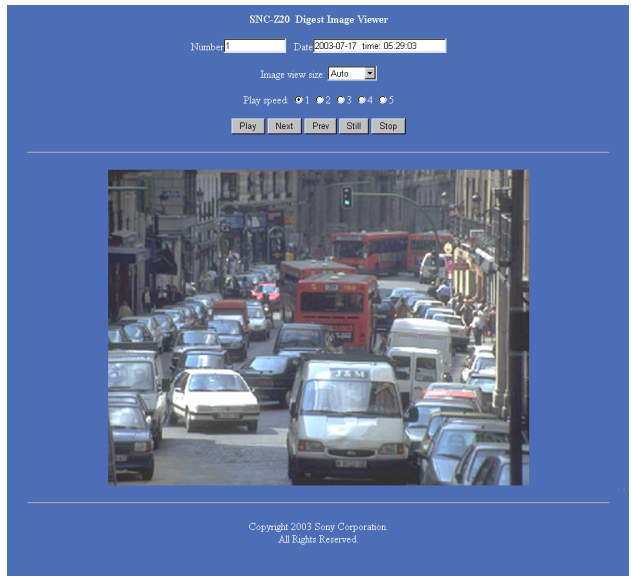 SNC-Z20 Digest Image Viewer
Number 1 Date 2003-07-17 time: 05:29:03
Image view size: Auto
Play speed: 1 2 3 4 5
Play Next Prev Still Stop
J&M
Copyright 2003 Sony Corporation.
All Rights Reserved.